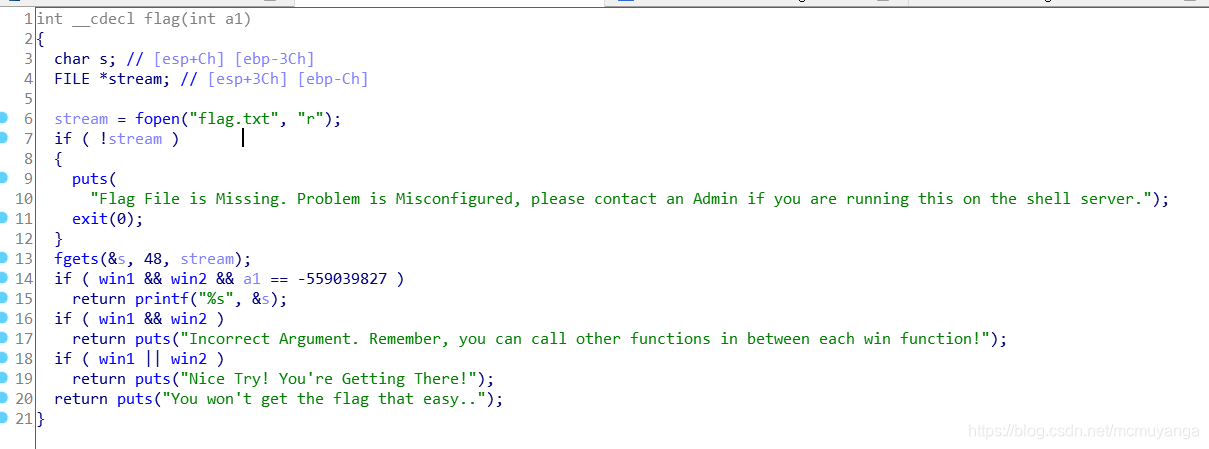 1 int __cdecl flag(int a1)
2 {
3 char s; // [esp+Ch] [ebp-3Ch]
4 FILE *stream; // [esp+3Ch] [ebp-Ch]
5
6 stream = fopen("flag.txt", "r");
7 if ( !stream )
8 {
9 puts(
10 "Flag File is Missing. Problem is Misconfigured, please contact an Admin if you are running this on the shell server.");
11 exit(0);
12 }
13 fgets(&s, 48, stream);
14 if ( win1 && win2 && a1 == -559039827 )
15 return printf("%s", &s);
16 if ( win1 && win2 )
17 return puts("Incorrect Argument. Remember, you can call other functions in between each win function!");
18 if ( win1 || win2 )
19 return puts("Nice Try! You're Getting There!");
20 return puts("You won't get the flag that easy..");
21 }
https://blog.csdn.net/mcmuyanga